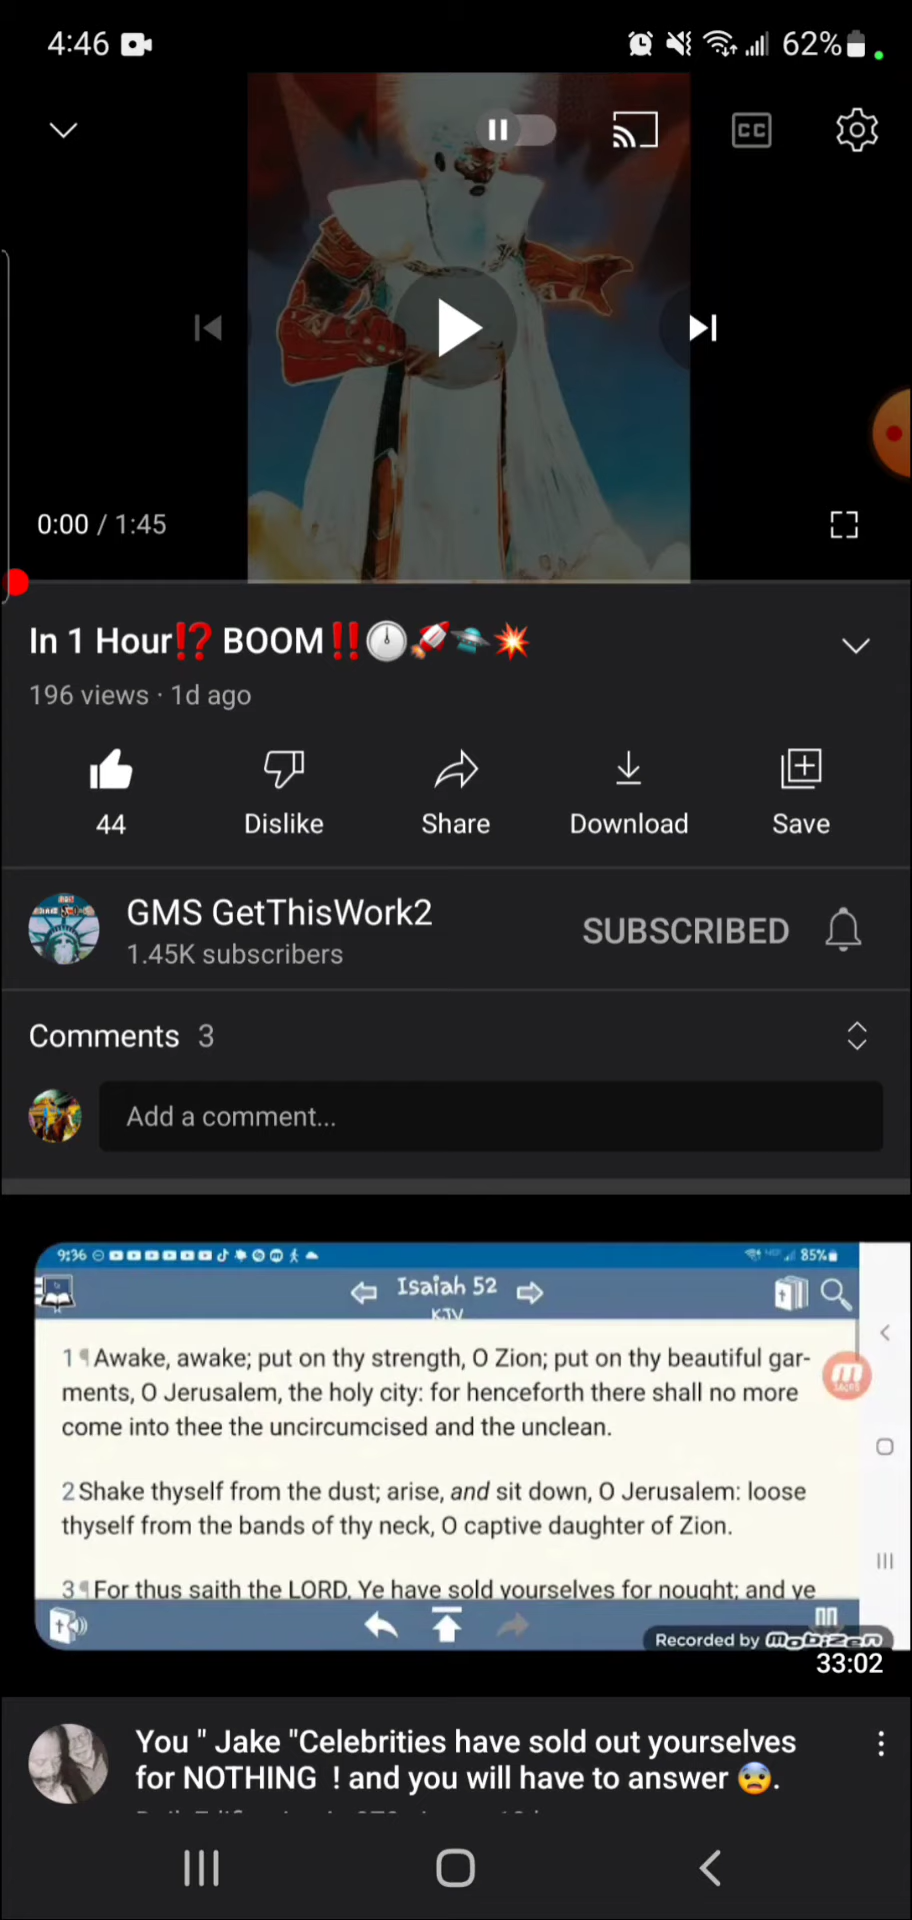 4:46
62%
CC
0:00 / 1:45
In 1 Hour⁉️ BOOM‼️🕛🚀🛸💥
196 views · 1d ago
44
Dislike
Share
Download
Save
GMS GetThisWork2
1.45K subscribers
SUBSCRIBED
Comments 3
Add a comment...
9:36
85%
Isaiah 52
KJV
1 ¶ Awake, awake; put on thy strength, O Zion; put on thy beautiful gar-
ments, O Jerusalem, the holy city: for henceforth there shall no more
come into thee the uncircumcised and the unclean.
2 Shake thyself from the dust; arise, and sit down, O Jerusalem: loose
thyself from the bands of thy neck, O captive daughter of Zion.
3 ¶ For thus saith the LORD, Ye have sold yourselves for nought; and ye
Recorded by mobizen
33:02
You " Jake "Celebrities have sold out yourselves
for NOTHING ! and you will have to answer 😨.